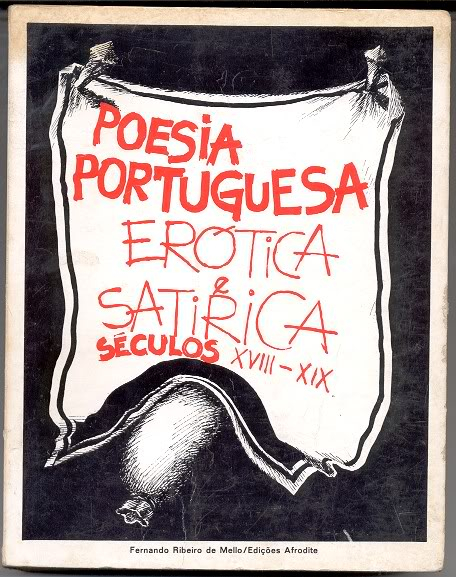 POESiA
PORTUGUESA
ERÓTiCA
e
SATÍRiCA
SÉCULOS XVIII-XIX
Fernando Ribeiro de Mello/Edições Afrodite